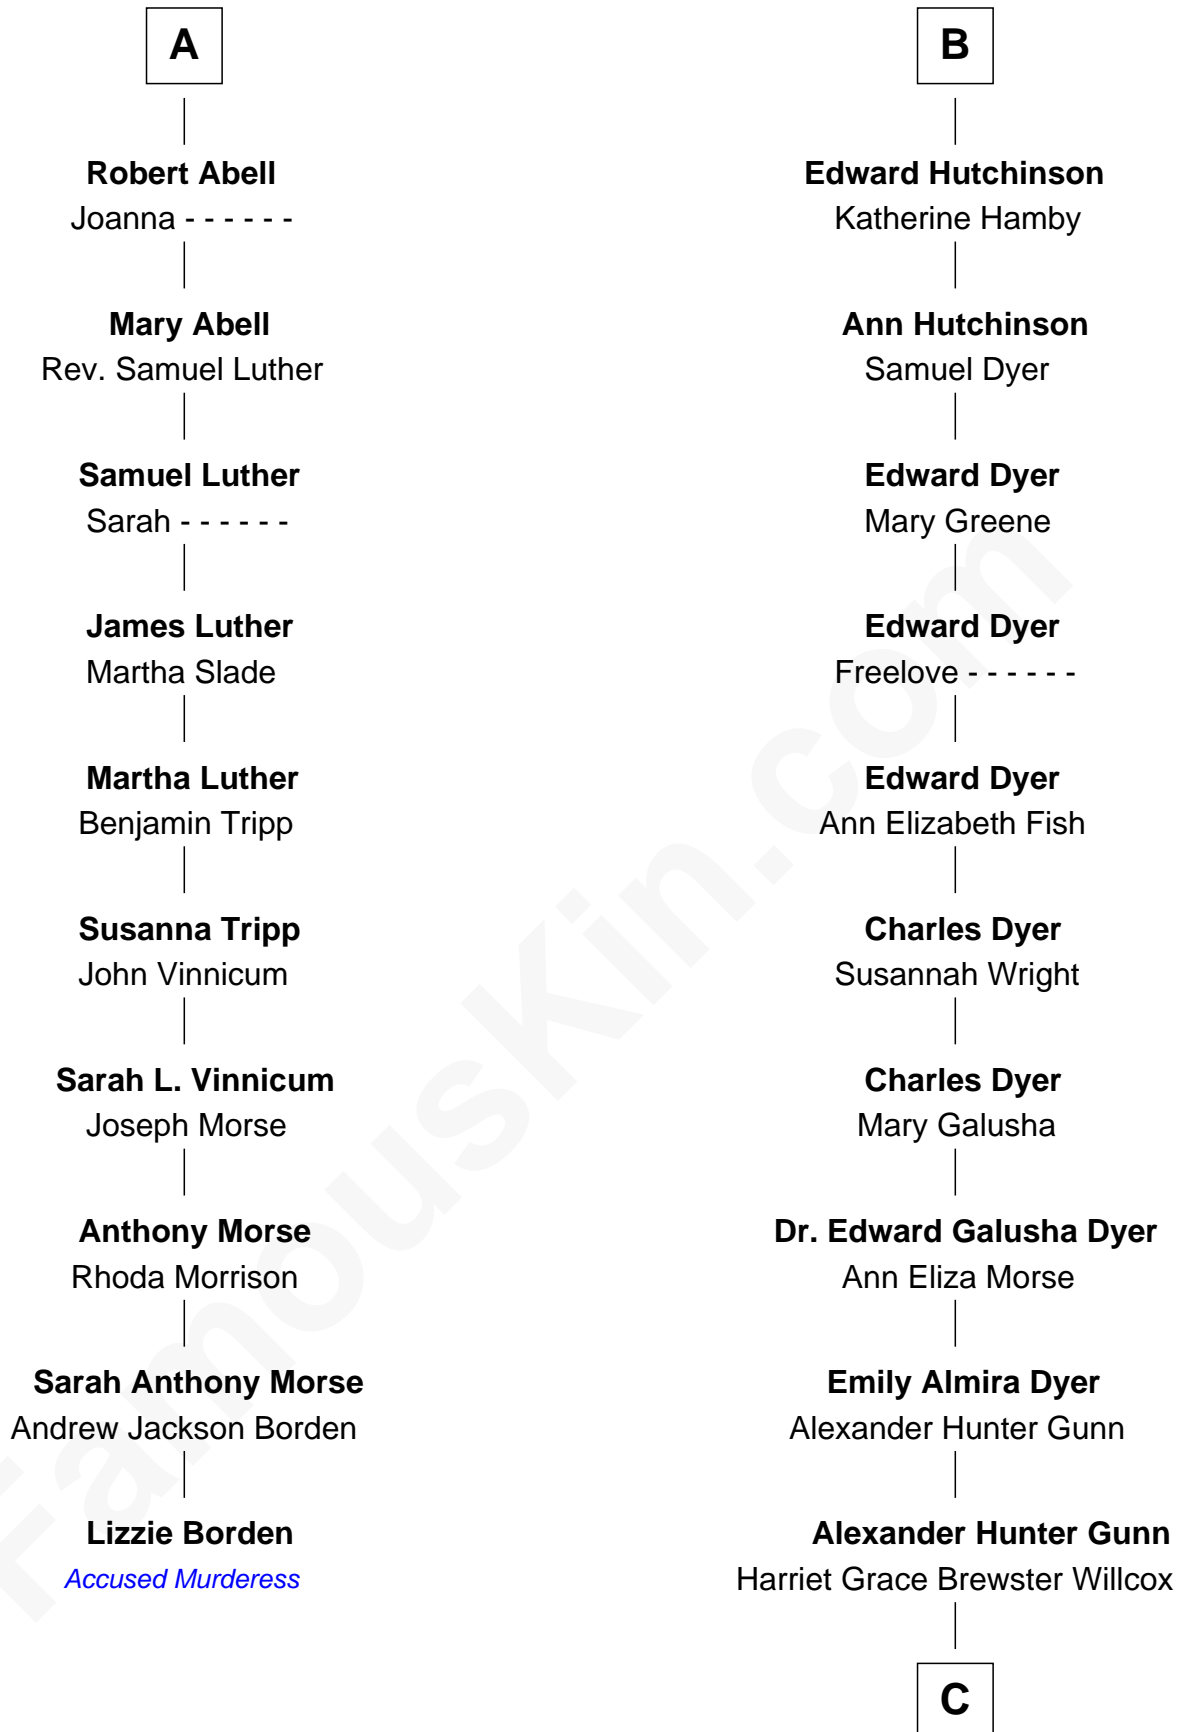 A
Robert Abell
Joanna - - - - - -
Mary Abell
Rev. Samuel Luther
Samuel Luther
Sarah - - - - - -
James Luther
Martha Slade
Martha Luther
Benjamin Tripp
Susanna Tripp
John Vinnicum
Sarah L. Vinnicum
Joseph Morse
Anthony Morse
Rhoda Morrison
Sarah Anthony Morse
Andrew Jackson Borden
Lizzie Borden
Accused Murderess
B
Edward Hutchinson
Katherine Hamby
Ann Hutchinson
Samuel Dyer
Edward Dyer
Mary Greene
Edward Dyer
Freelove - - - - - -
Edward Dyer
Ann Elizabeth Fish
Charles Dyer
Susannah Wright
Charles Dyer
Mary Galusha
Dr. Edward Galusha Dyer
Ann Eliza Morse
Emily Almira Dyer
Alexander Hunter Gunn
Alexander Hunter Gunn
Harriet Grace Brewster Willcox
C
FamousKin.com